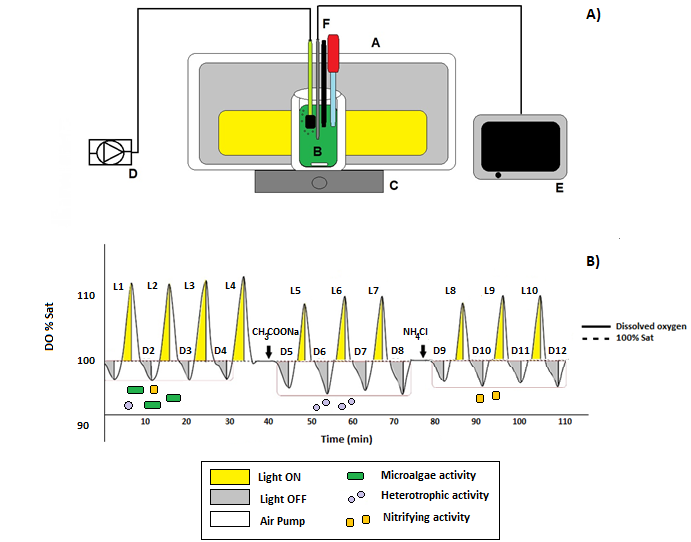 A)
F
A
B
D
C
E
B)
DO % Sat
110
100
90
L1 L2 L3 L4 L5 L6 L7 L8 L9 L10
CH3COONa
NH4Cl
D2 D3 D4 D5 D6 D7 D8 D9 D10 D11 D12
10 20 30 40 50 60 70 80 90 100 110
Time (min)
Dissolved oxygen
100% Sat
Light ON
Light OFF
Air Pump
Microalgae activity
Heterotrophic activity
Nitrifying activity